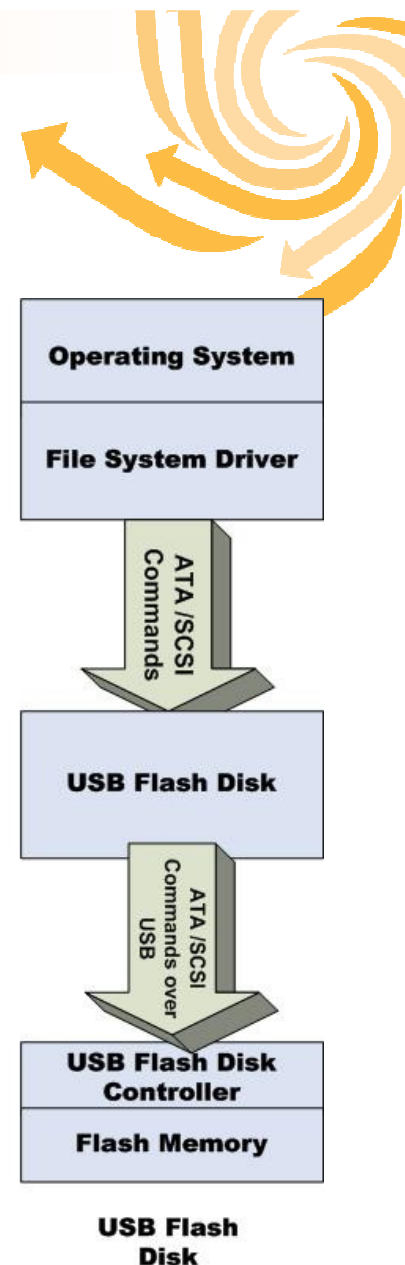 Operating System
File System Driver
ATA /SCSI
Commands
USB Flash Disk
ATA /SCSI
Commands over
USB
USB Flash Disk
Controller
Flash Memory
USB Flash
Disk